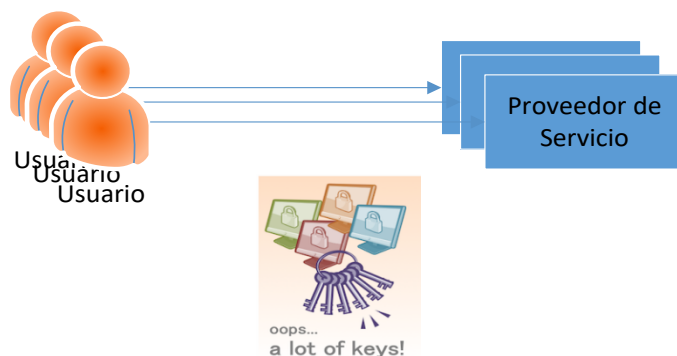 Proveedor de
Servicio
Usuario
Usuario
Usuario
oops...
a lot of keys!